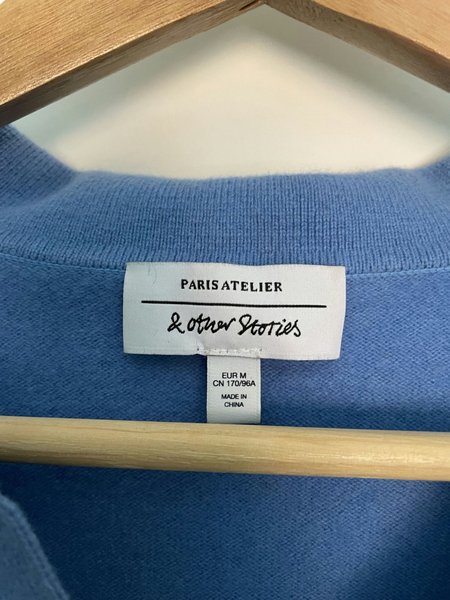 PARIS ATELIER
& other Stories
EUR M
CN 170/96A
MADE IN
CHINA